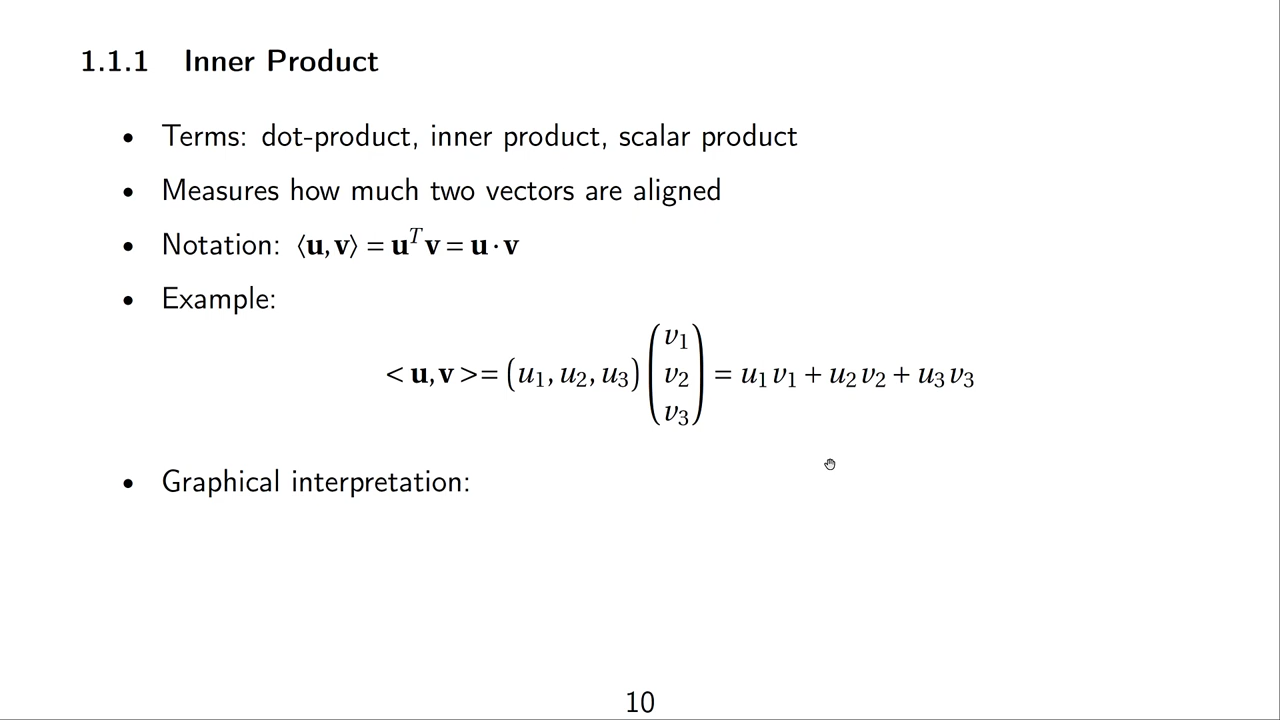 1.1.1 Inner Product
• Terms: dot-product, inner product, scalar product
• Measures how much two vectors are aligned
• Notation: ⟨u, v⟩ = uᵀv = u · v
• Example:
< u, v >= (u₁, u₂, u₃) (v₁ v₂ v₃) = u₁v₁ + u₂v₂ + u₃v₃
• Graphical interpretation:
10